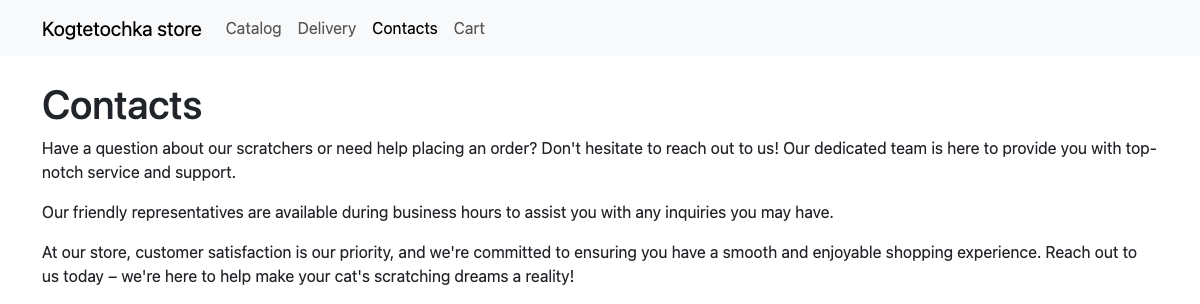 Kogtetochka store Catalog Delivery Contacts Cart
Contacts
Have a question about our scratchers or need help placing an order? Don't hesitate to reach out to us! Our dedicated team is here to provide you with top-
notch service and support.
Our friendly representatives are available during business hours to assist you with any inquiries you may have.
At our store, customer satisfaction is our priority, and we're committed to ensuring you have a smooth and enjoyable shopping experience. Reach out to
us today – we're here to help make your cat's scratching dreams a reality!